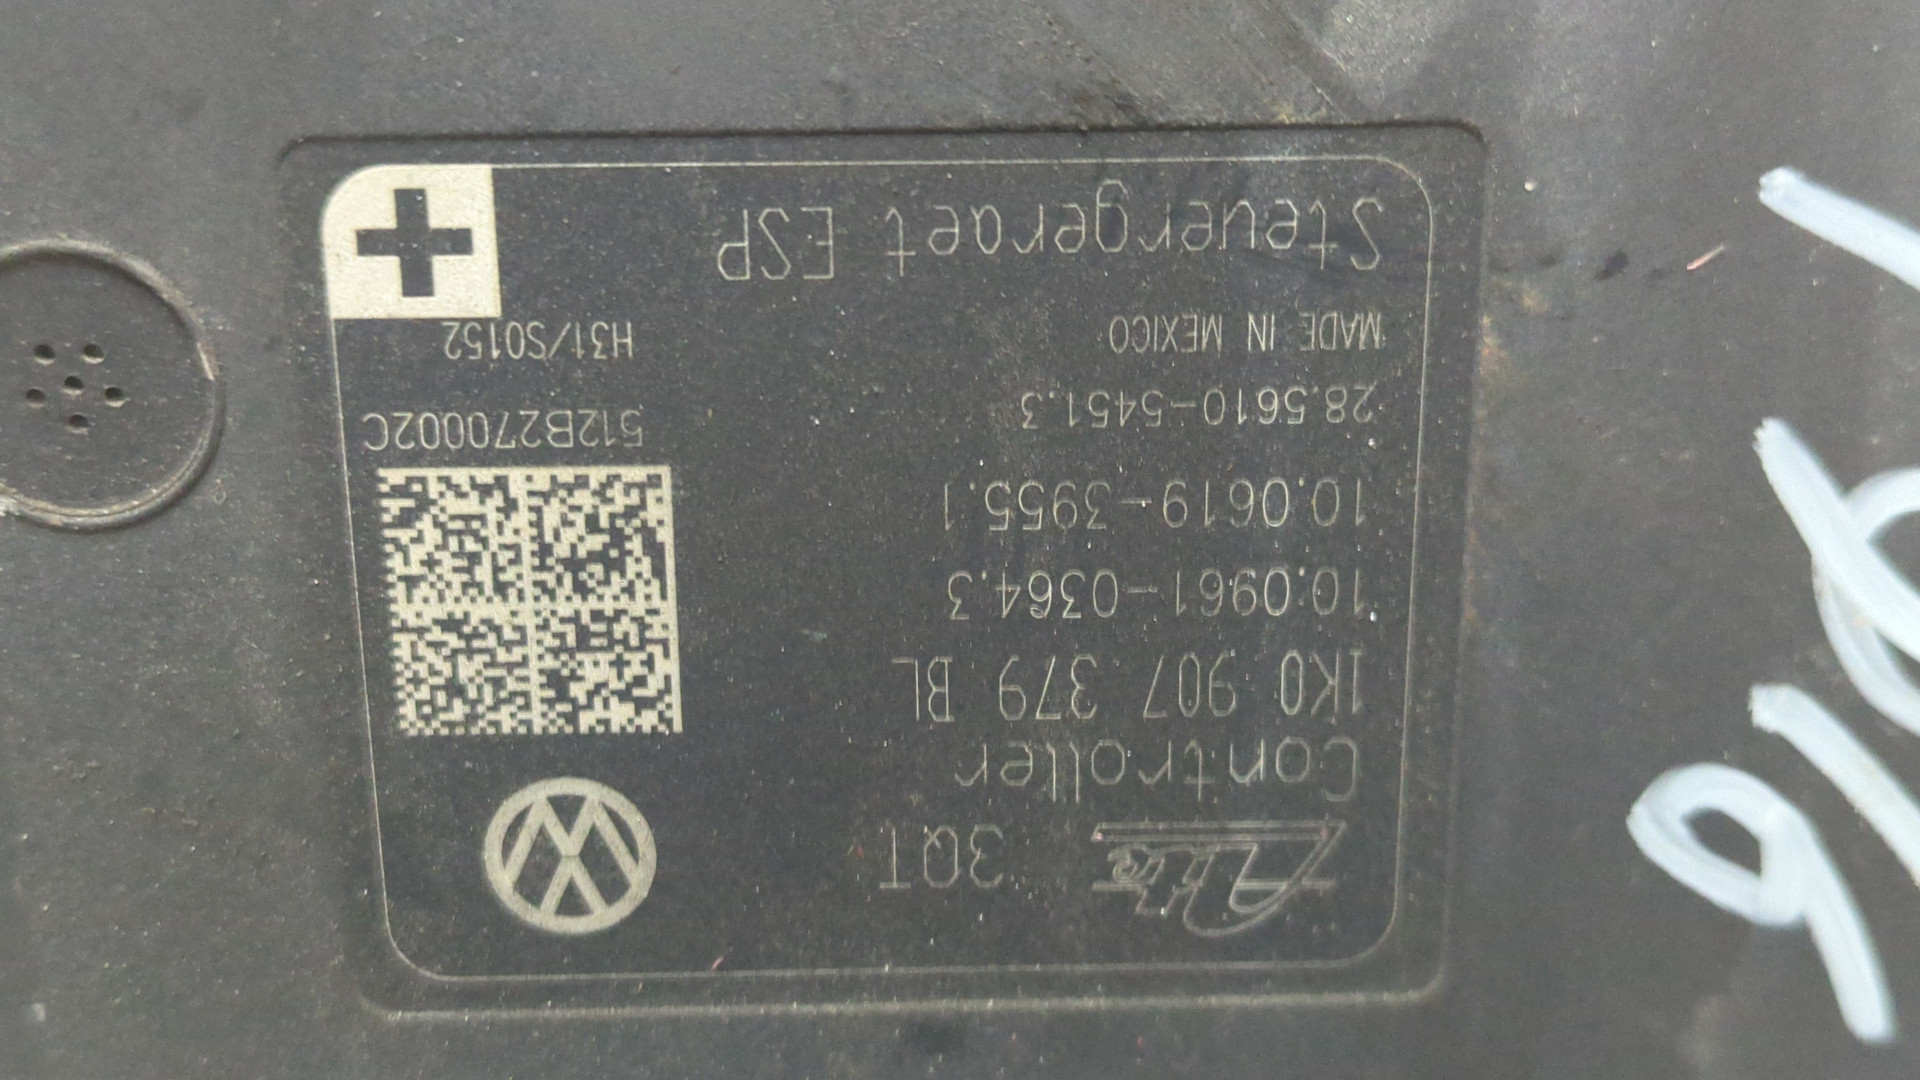 Ate 3QT
Controller
1K0 907 379 BL
10.0961-0364.3
10.0619-3955.1
28.5610-5451.3
512B270002C
MADE IN MEXICO
H31/S0152
Steuergeraet ESP